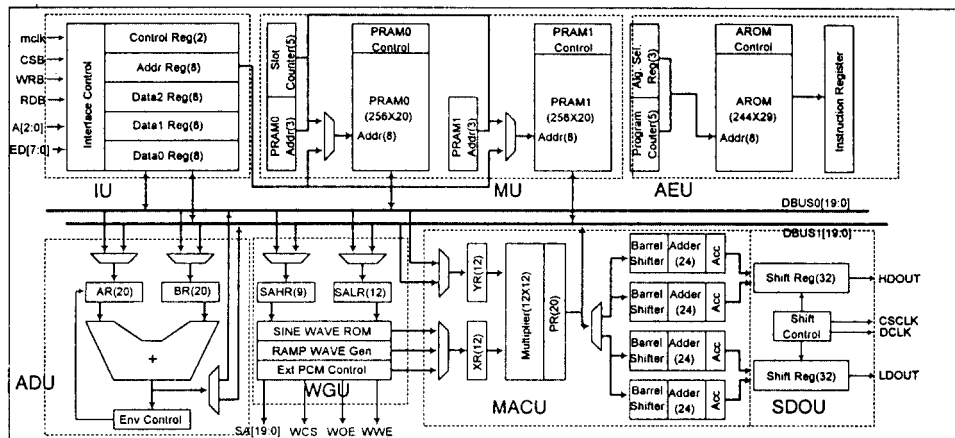 mclk
CSB
WRB
RDB
A[2:0]
ED[7:0]
Interface Control
Control Reg(2)
Addr Reg(8)
Data2 Reg(8)
Data1 Reg(8)
Data0 Reg(8)
IU
Slot
Counter(5)
PRAM0
Addr(3)
PRAM0
Control
PRAM0
(256X20)
Addr(8)
PRAM1
Addr(3)
PRAM1
Control
PRAM1
(256X20)
Addr(8)
MU
Alg. Sel.
Reg(3)
Program
Couter(5)
AROM
Control
AROM
(244X29)
Addr(8)
Instruction Register
AEU
DBUS0[19:0]
DBUS1[19:0]
AR(20)
BR(20)
+
Env Control
ADU
SAHR(9)
SALR(12)
SINE WAVE ROM
RAMP WAVE Gen
Ext PCM Control
WGU
SA[19:0]
WCS
WOE
WWE
YR(12)
XR(12)
Multiplier(12X12)
PR(20)
MACU
Barrel
Shifter
Adder
(24)
Acc
Barrel
Shifter
Adder
(24)
Acc
Barrel
Shifter
Adder
(24)
Acc
Barrel
Shifter
Adder
(24)
Acc
Shift Reg(32)
Shift
Control
Shift Reg(32)
HDOUT
CSCLK
DCLK
LDOUT
SDOU